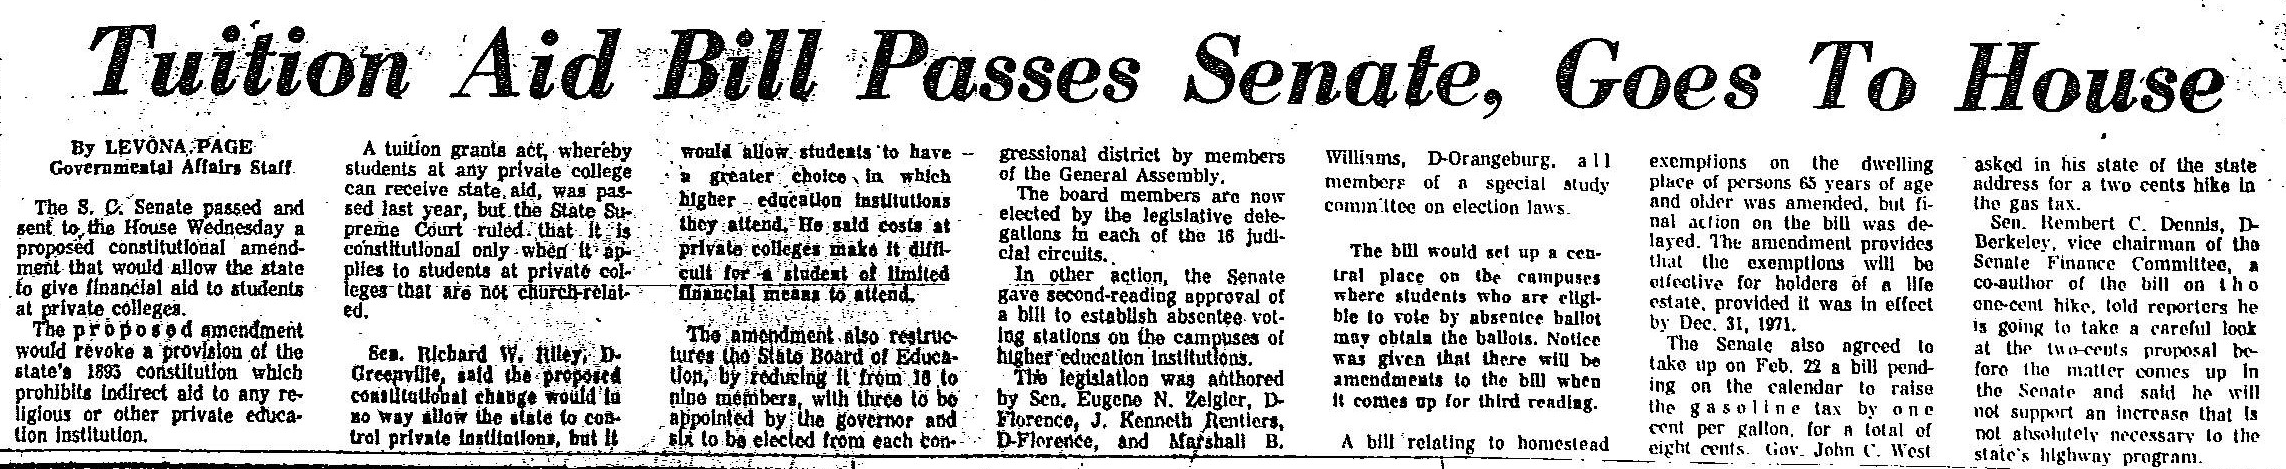 Tuition Aid Bill Passes Senate, Goes To House
By LEVONA PAGE
Governmental Affairs Staff
The S. C. Senate passed and
sent to the House Wednesday a
proposed constitutional amend-
ment that would allow the state
to give financial aid to students
at private colleges.
The proposed amendment
would revoke a provision of the
state's 1895 constitution which
prohibits indirect aid to any re-
ligious or other private educa-
tion institution.
A tuition grants act, whereby
students at any private college
can receive state aid, was pas-
sed last year, but the State Su-
preme Court ruled that it is
constitutional only when it ap-
plies to students at private col-
leges that are not church-relat-
ed.
Sen. Richard W. Riley, D-
Greenville, said the proposed
constitutional change would in
no way allow the state to con-
trol private institutions, but it
would allow students to have
a greater choice in which
higher education institutions
they attend. He said costs at
private colleges make it diffi-
cult for a student of limited
financial means to attend.
The amendment also restruc-
tures the State Board of Educa-
tion, by reducing it from 16 to
nine members, with three to be
appointed by the governor and
six to be elected from each con-
gressional district by members
of the General Assembly.
The board members are now
elected by the legislative dele-
gations in each of the 16 judi-
cial circuits.
In other action, the Senate
gave second-reading approval of
a bill to establish absentee vot-
ing stations on the campuses of
higher education institutions.
The legislation was authored
by Sen. Eugene N. Zeigler, D-
Florence, J. Kenneth Rentiers,
D-Florence, and Marshall B.
Williams, D-Orangeburg, all
members of a special study
committee on election laws.
The bill would set up a cen-
tral place on the campuses
where students who are eligi-
ble to vote by absentee ballot
may obtain the ballots. Notice
was given that there will be
amendments to the bill when
it comes up for third reading.
A bill relating to homestead
exemptions on the dwelling
place of persons 65 years of age
and older was amended, but fi-
nal action on the bill was de-
layed. The amendment provides
that the exemptions will be
effective for holders of a life
estate, provided it was in effect
by Dec. 31, 1971.
The Senate also agreed to
take up on Feb. 22 a bill pend-
ing on the calendar to raise
the gasoline tax by one
cent per gallon, for a total of
eight cents. Gov. John C. West
asked in his state of the state
address for a two cents hike in
the gas tax.
Sen. Rembert C. Dennis, D-
Berkeley, vice chairman of the
Senate Finance Committee, a
co-author of the bill on the
one-cent hike, told reporters he
is going to take a careful look
at the two-cents proposal be-
fore the matter comes up in
the Senate and said he will
not support an increase that is
not absolutely necessary to the
state's highway program.